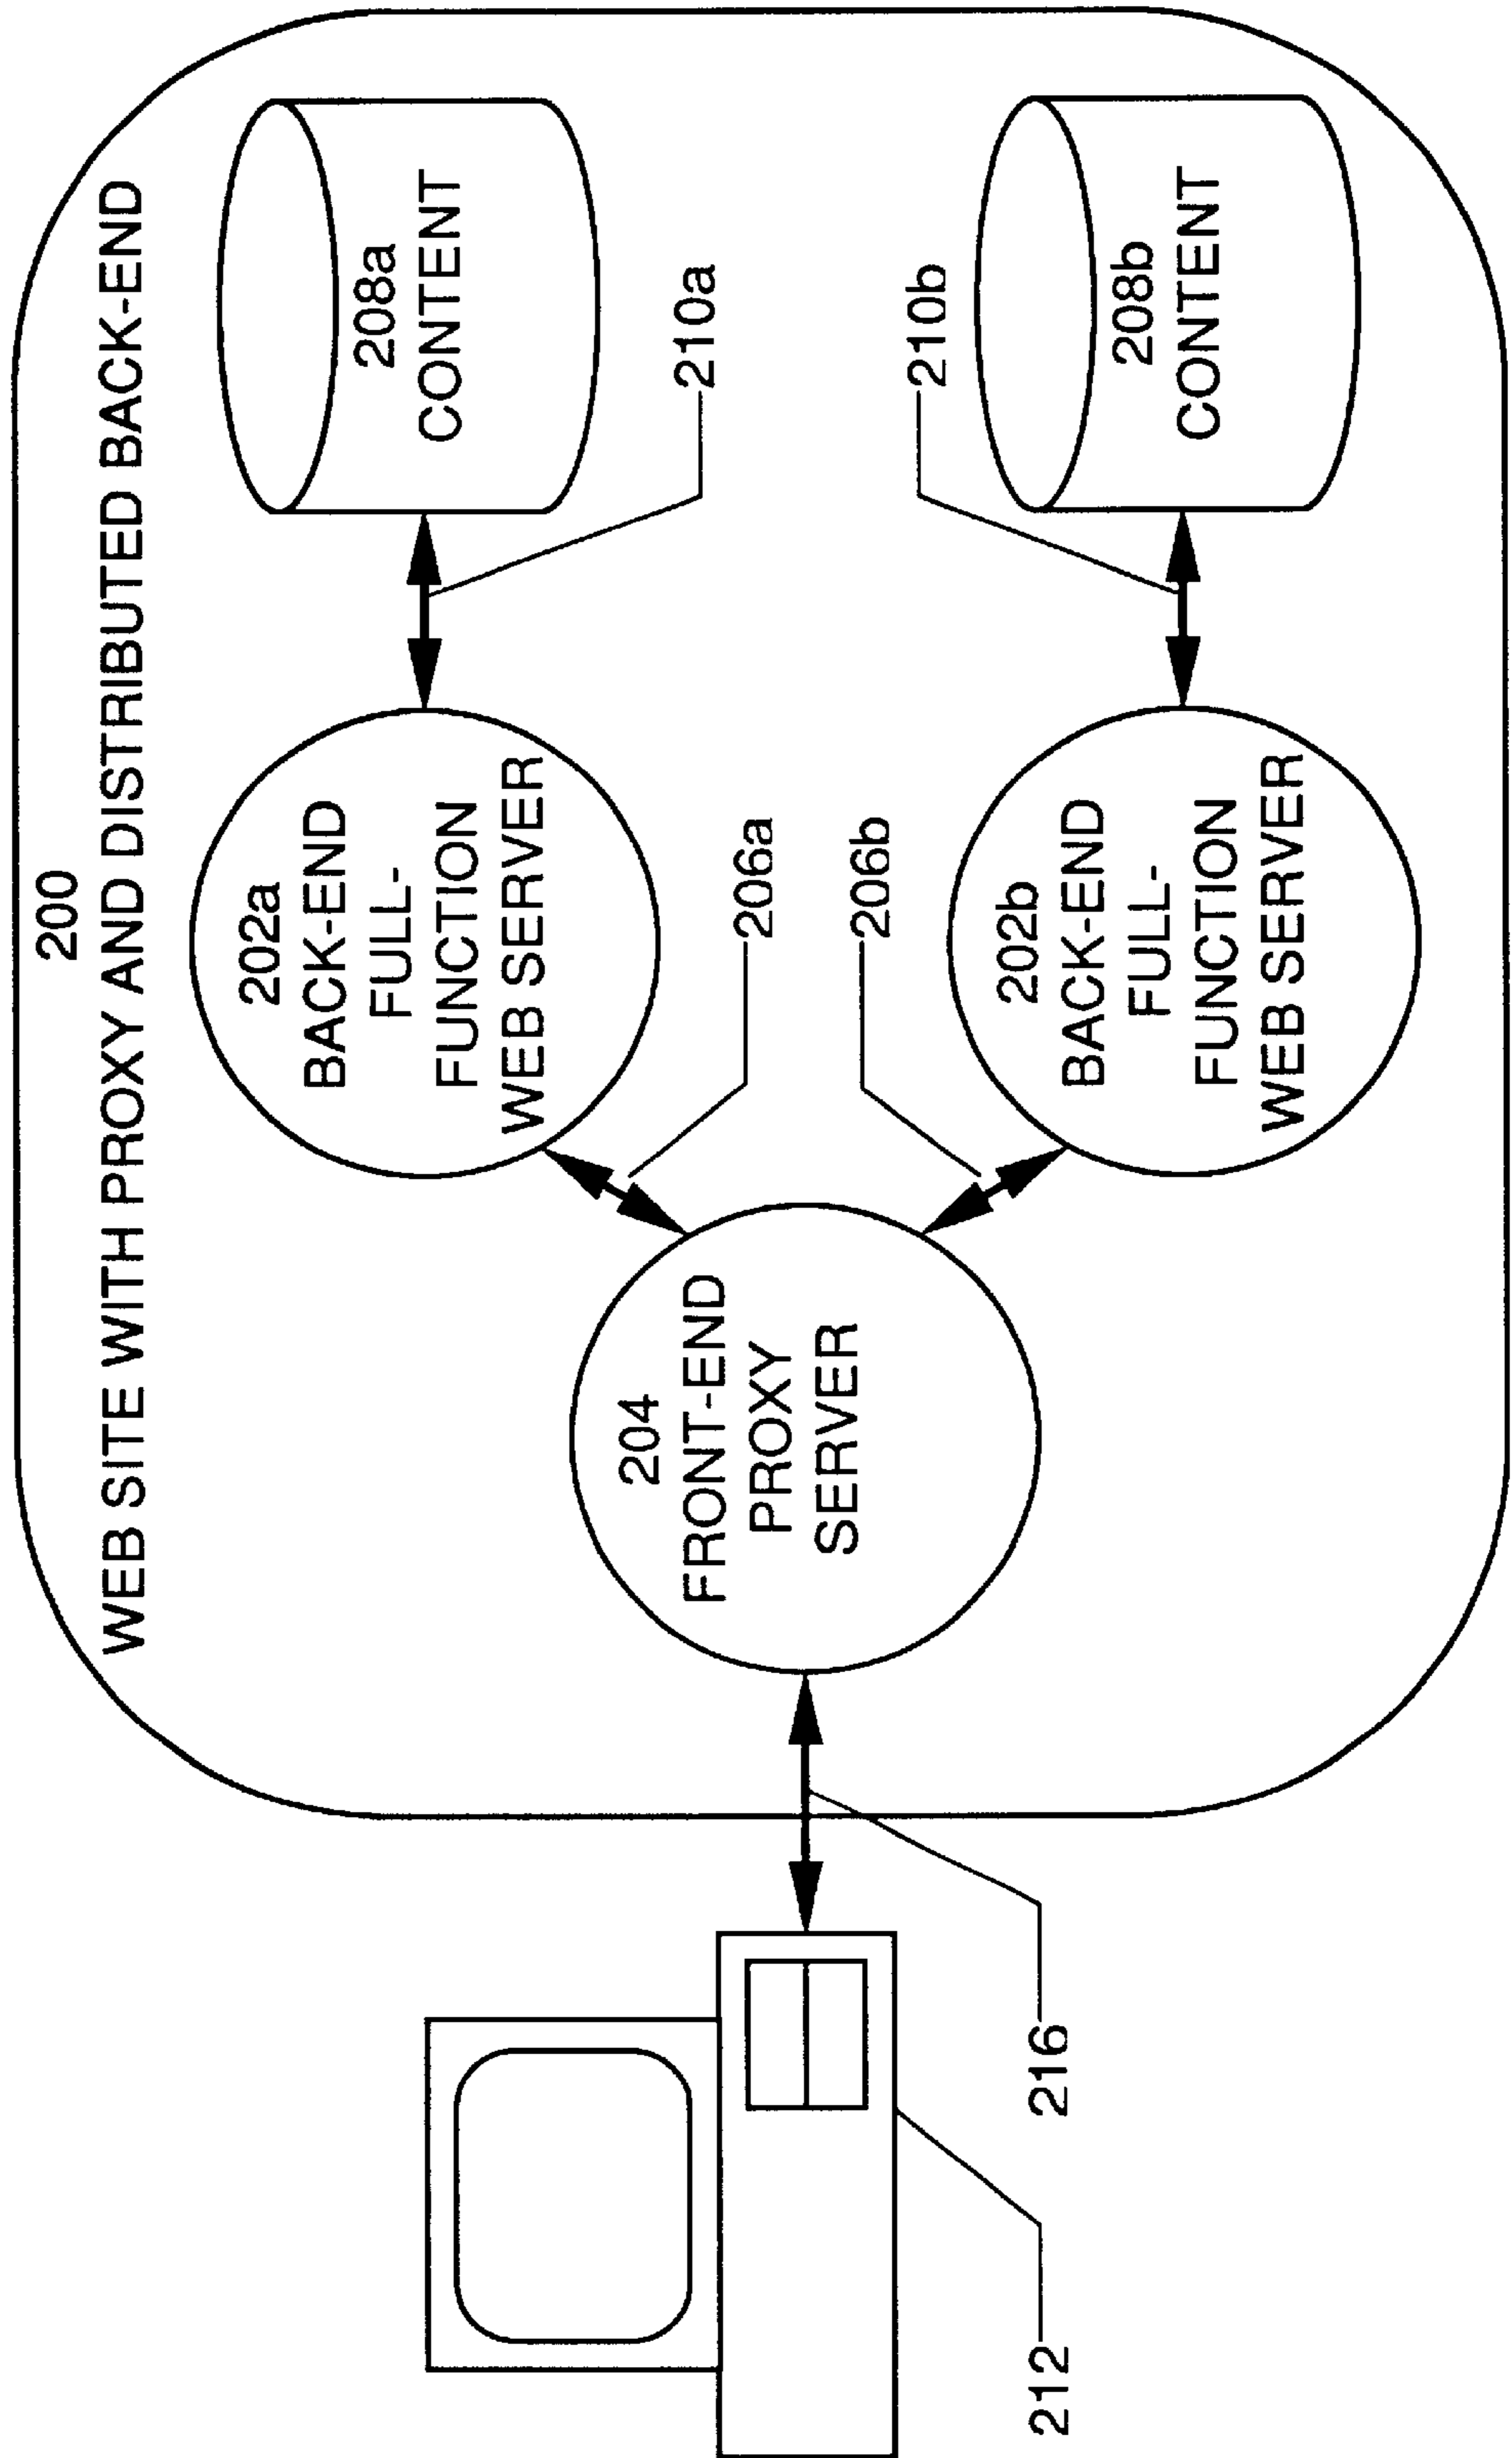 200
WEB SITE WITH PROXY AND DISTRIBUTED BACK-END
202a
BACK-END
FULL-
FUNCTION
WEB SERVER
208a
CONTENT
210a
206a
204
FRONT-END
PROXY
SERVER
206b
210b
202b
BACK-END
FULL-
FUNCTION
WEB SERVER
208b
CONTENT
212
216